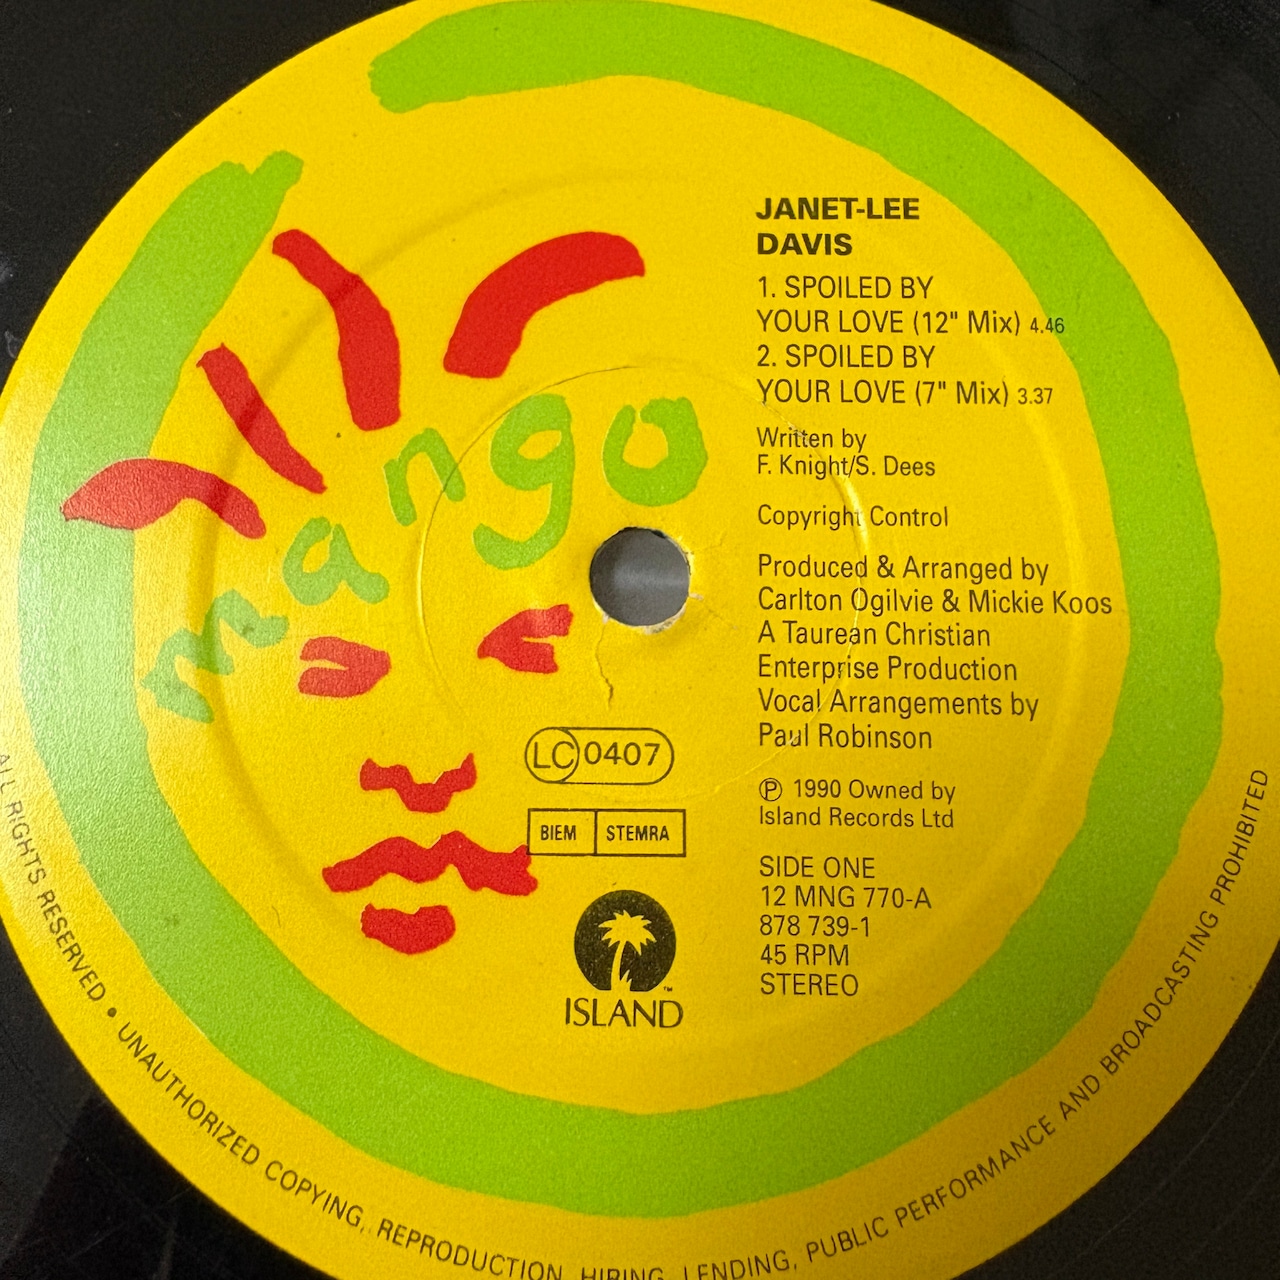 mango
JANET-LEE
DAVIS
1. SPOILED BY
YOUR LOVE (12" Mix) 4.46
2. SPOILED BY
YOUR LOVE (7" Mix) 3.37
Written by
F. Knight/S. Dees
Copyright Control
Produced & Arranged by
Carlton Ogilvie & Mickie Koos
A Taurean Christian
Enterprise Production
Vocal Arrangements by
Paul Robinson
℗ 1990 Owned by
Island Records Ltd
SIDE ONE
12 MNG 770-A
878 739-1
45 RPM
STEREO
LC 0407
BIEM STEMRA
ISLAND™
ALL RIGHTS RESERVED • UNAUTHORIZED COPYING, REPRODUCTION, HIRING, LENDING, PUBLIC PERFORMANCE AND BROADCASTING PROHIBITED